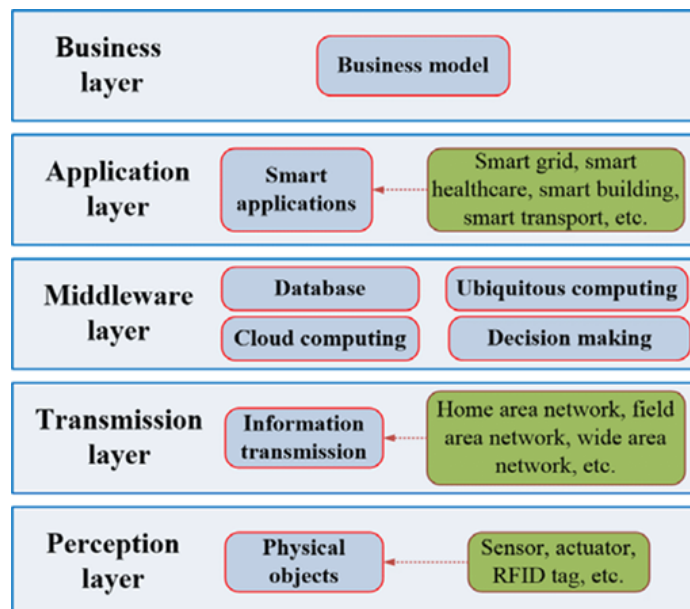 Business
layer
Business model
Application
layer
Smart
applications
Smart grid, smart
healthcare, smart building,
smart transport, etc.
Middleware
layer
Database
Ubiquitous computing
Cloud computing
Decision making
Transmission
layer
Information
transmission
Home area network, field
area network, wide area
network, etc.
Perception
layer
Physical
objects
Sensor, actuator,
RFID tag, etc.